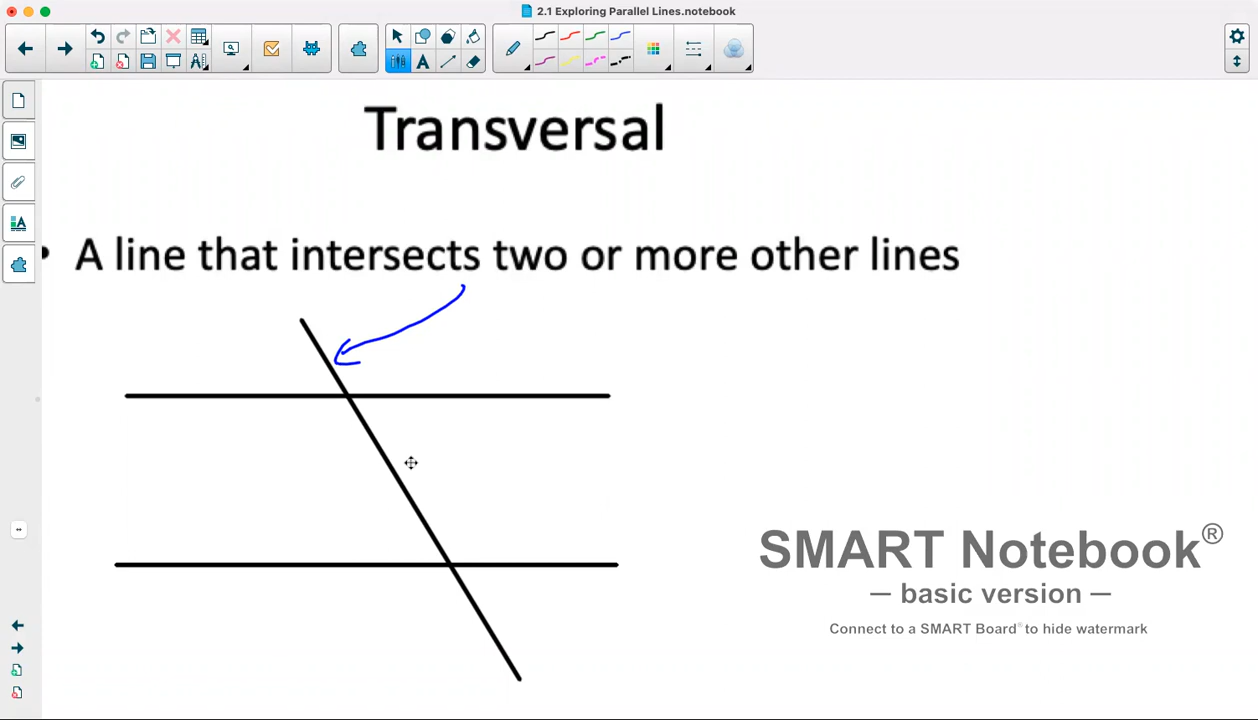 2.1 Exploring Parallel Lines.notebook
A
A
Transversal
• A line that intersects two or more other lines
SMART Notebook®
— basic version —
Connect to a SMART Board® to hide watermark